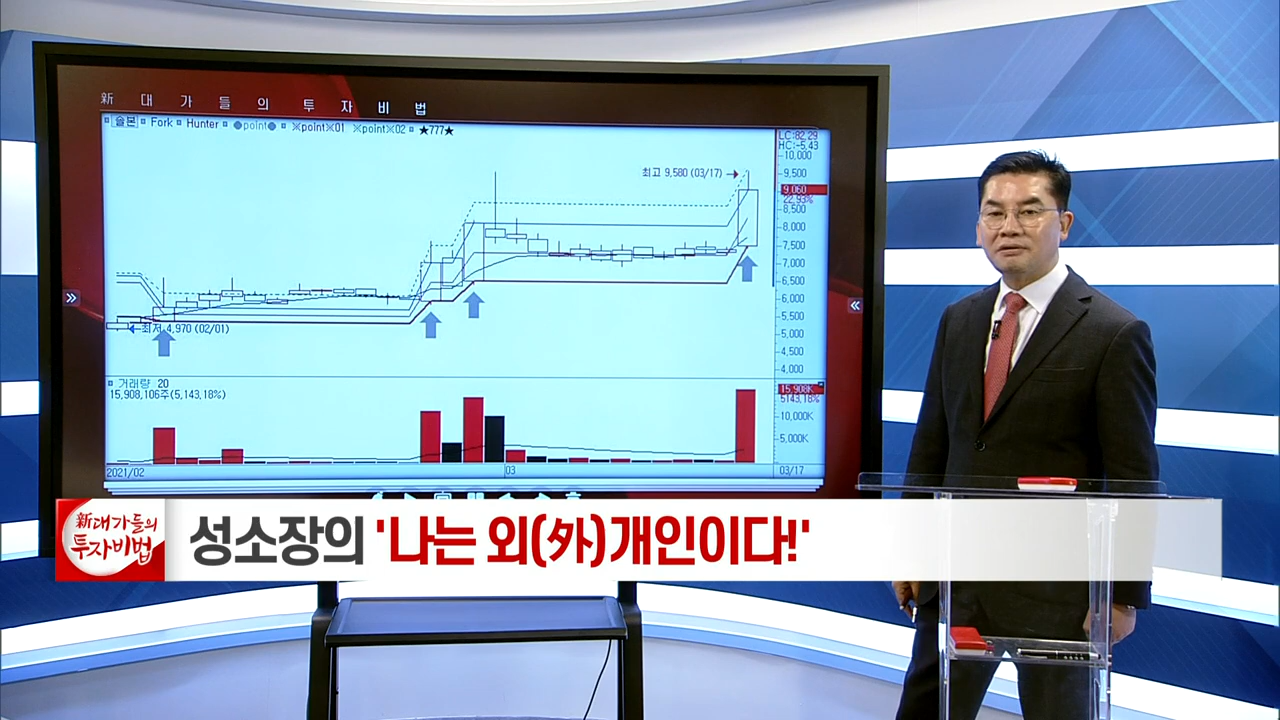 新 대 가 들 의 투 자 비 법
솔본 Fork Hunter ●point● ※point※01 ※point※02 ★777★
LC:82,29
HC:-5,43
10,000
최고 9,580 (03/17)
9,500
9,060
22,93%
8,500
8,000
7,500
7,000
6,500
6,000
5,500
5,000
4,500
4,000
최저 4,970 (02/01)
거래량 20
15,908,106주(5,143,18%)
15,908K
5143,18%
10,000K
5,000K
2021/02
03
03/17
新 대가들의
투자비법
성소장의 '나는 외(外)개인이다!'